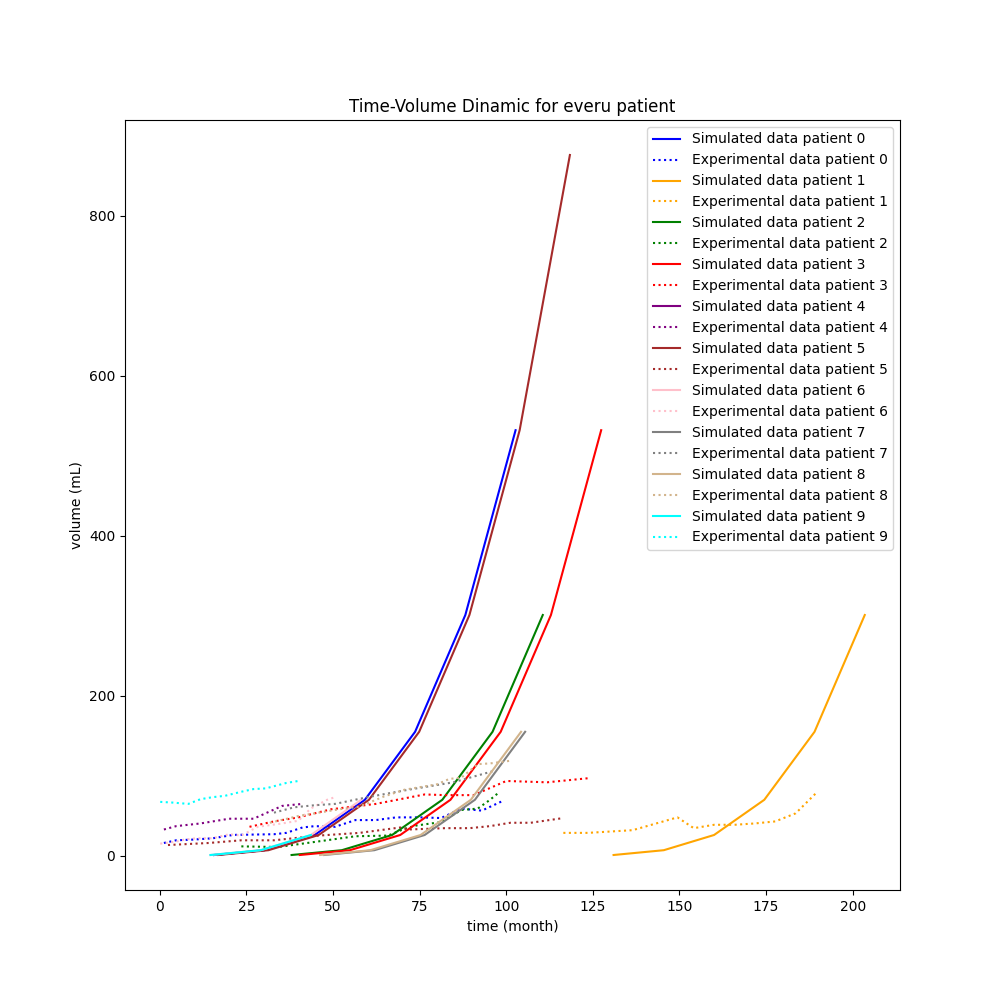 Time-Volume Dinamic for everu patient
Simulated data patient 0
Experimental data patient 0
Simulated data patient 1
Experimental data patient 1
Simulated data patient 2
Experimental data patient 2
Simulated data patient 3
Experimental data patient 3
Simulated data patient 4
Experimental data patient 4
Simulated data patient 5
Experimental data patient 5
Simulated data patient 6
Experimental data patient 6
Simulated data patient 7
Experimental data patient 7
Simulated data patient 8
Experimental data patient 8
Simulated data patient 9
Experimental data patient 9
volume (mL)
800
600
400
200
0
0 25 50 75 100 125 150 175 200
time (month)